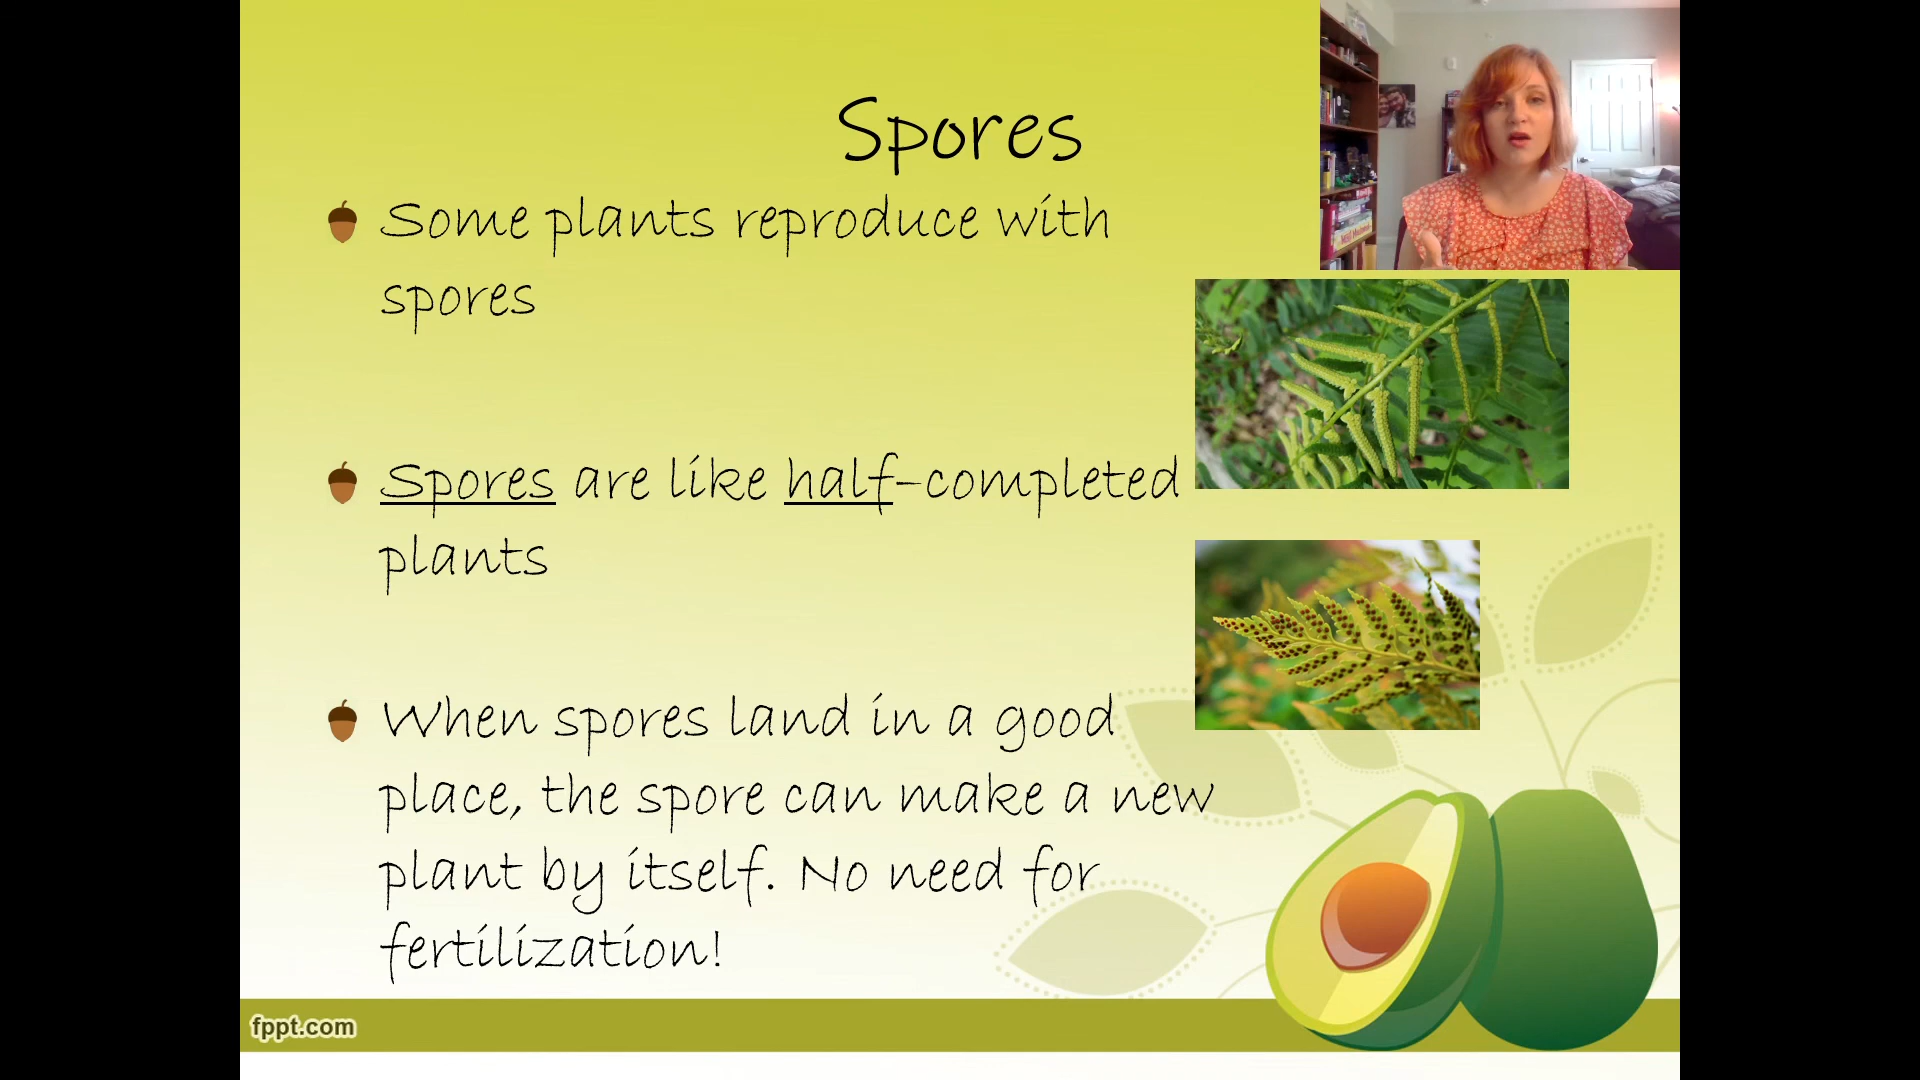 Spores
Some plants reproduce with
spores
Spores are like half-completed
plants
When spores land in a good
place, the spore can make a new
plant by itself. No need for
fertilization!
fppt.com